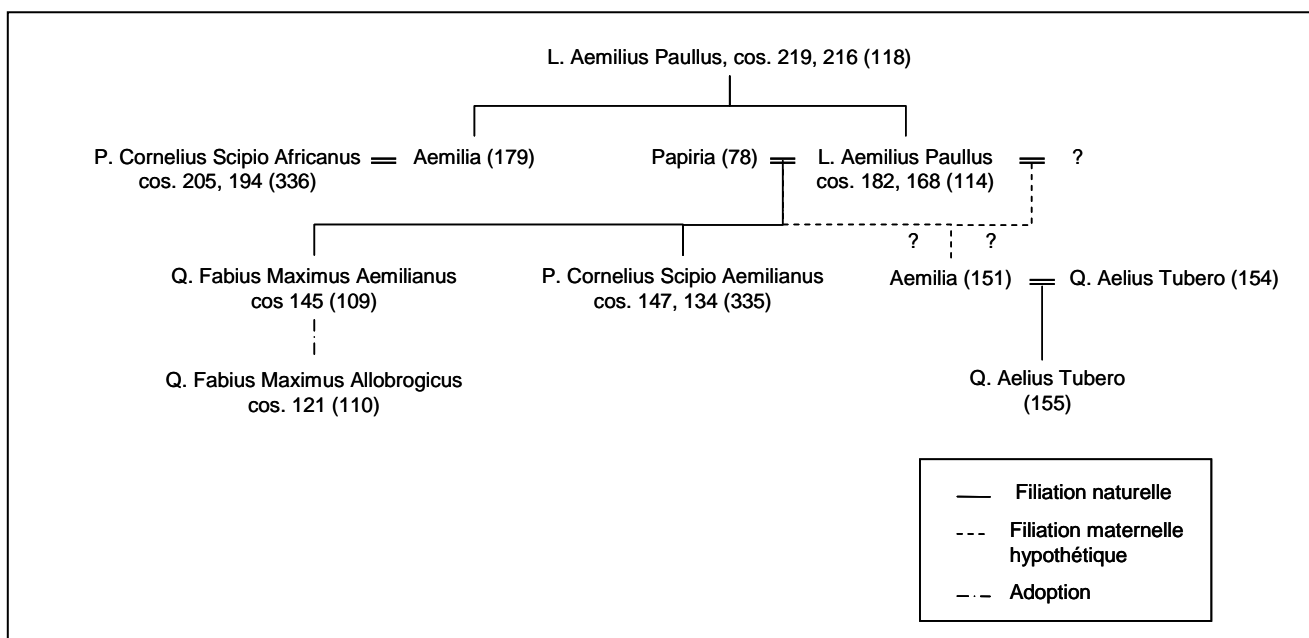 L. Aemilius Paullus, cos. 219, 216 (118)
P. Cornelius Scipio Africanus
cos. 205, 194 (336)
Aemilia (179)
Papiria (78)
L. Aemilius Paullus
cos. 182, 168 (114)
?
? ?
Q. Fabius Maximus Aemilianus
cos 145 (109)
P. Cornelius Scipio Aemilianus
cos. 147, 134 (335)
Aemilia (151)
Q. Aelius Tubero (154)
Q. Fabius Maximus Allobrogicus
cos. 121 (110)
Q. Aelius Tubero
(155)
Filiation naturelle
Filiation maternelle
hypothétique
Adoption